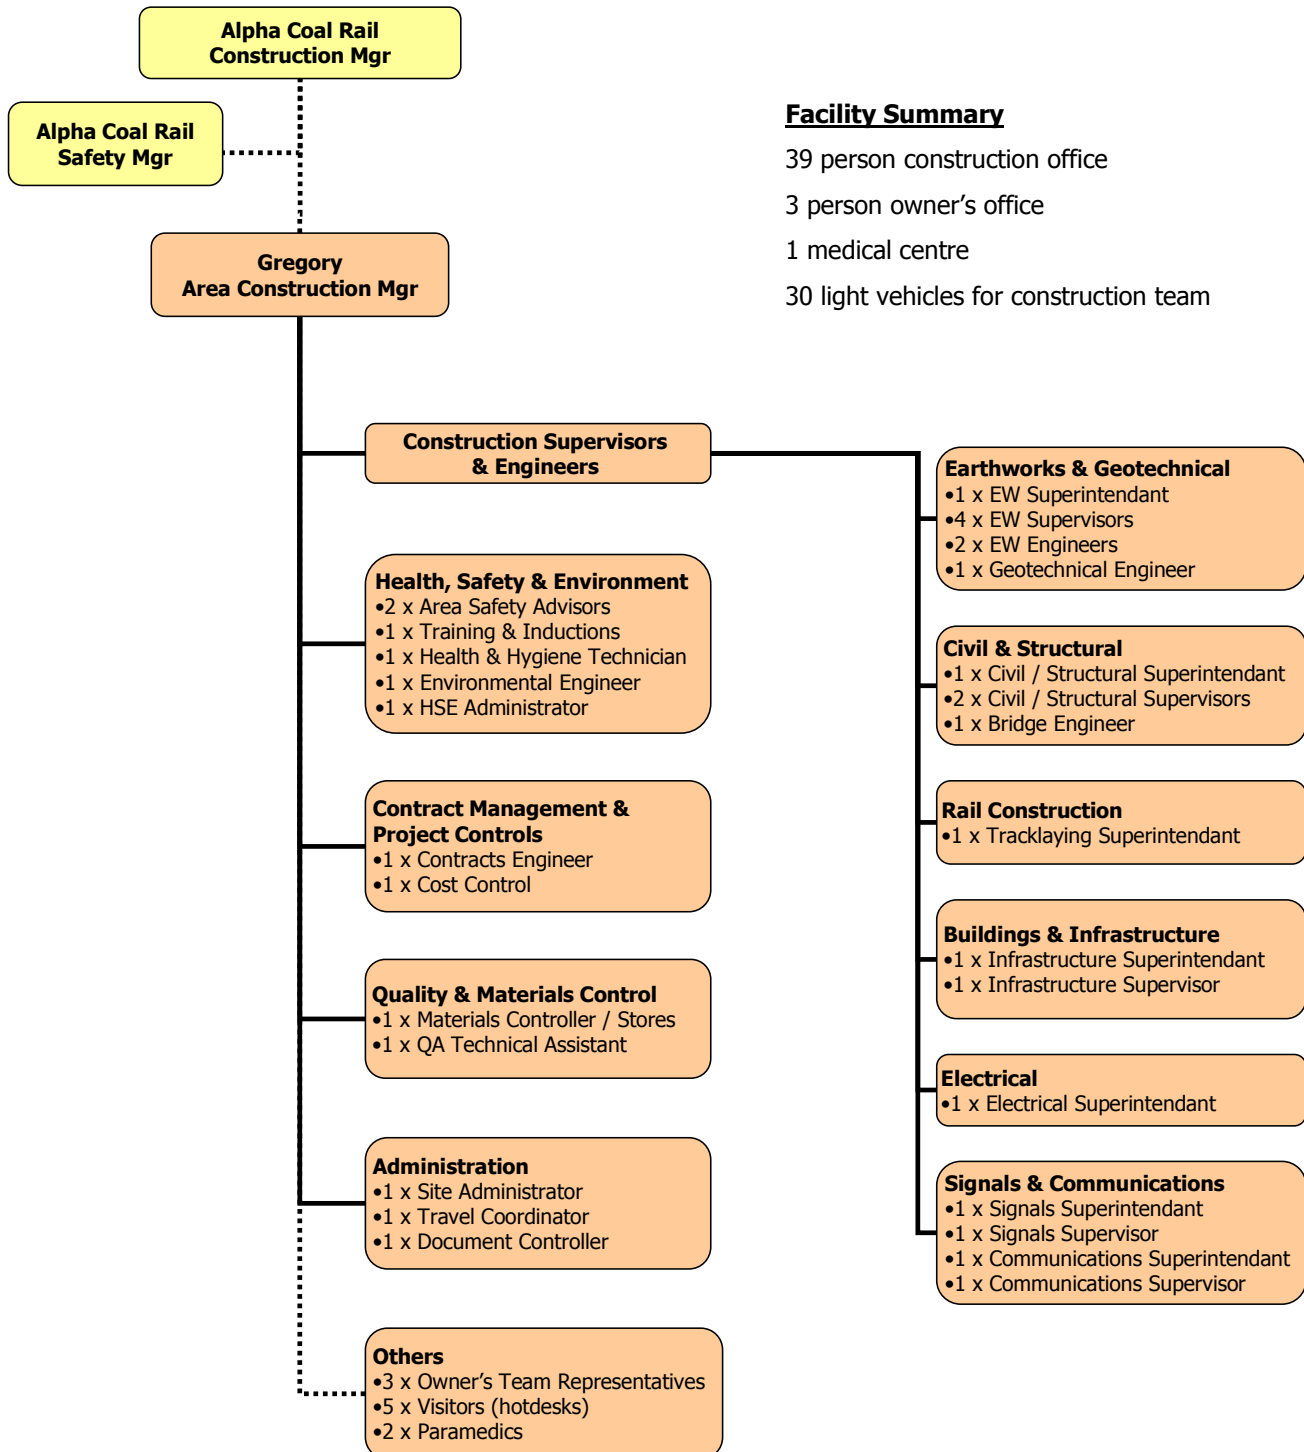 Alpha Coal Rail
Construction Mgr
Alpha Coal Rail
Safety Mgr
Facility Summary
39 person construction office
3 person owner’s office
1 medical centre
30 light vehicles for construction team
Gregory
Area Construction Mgr
Construction Supervisors
& Engineers
Health, Safety & Environment
•2 x Area Safety Advisors
•1 x Training & Inductions
•1 x Health & Hygiene Technician
•1 x Environmental Engineer
•1 x HSE Administrator
Contract Management &
Project Controls
•1 x Contracts Engineer
•1 x Cost Control
Quality & Materials Control
•1 x Materials Controller / Stores
•1 x QA Technical Assistant
Administration
•1 x Site Administrator
•1 x Travel Coordinator
•1 x Document Controller
Others
•3 x Owner’s Team Representatives
•5 x Visitors (hotdesks)
•2 x Paramedics
Earthworks & Geotechnical
•1 x EW Superintendant
•4 x EW Supervisors
•2 x EW Engineers
•1 x Geotechnical Engineer
Civil & Structural
•1 x Civil / Structural Superintendant
•2 x Civil / Structural Supervisors
•1 x Bridge Engineer
Rail Construction
•1 x Tracklaying Superintendant
Buildings & Infrastructure
•1 x Infrastructure Superintendant
•1 x Infrastructure Supervisor
Electrical
•1 x Electrical Superintendant
Signals & Communications
•1 x Signals Superintendant
•1 x Signals Supervisor
•1 x Communications Superintendant
•1 x Communications Supervisor